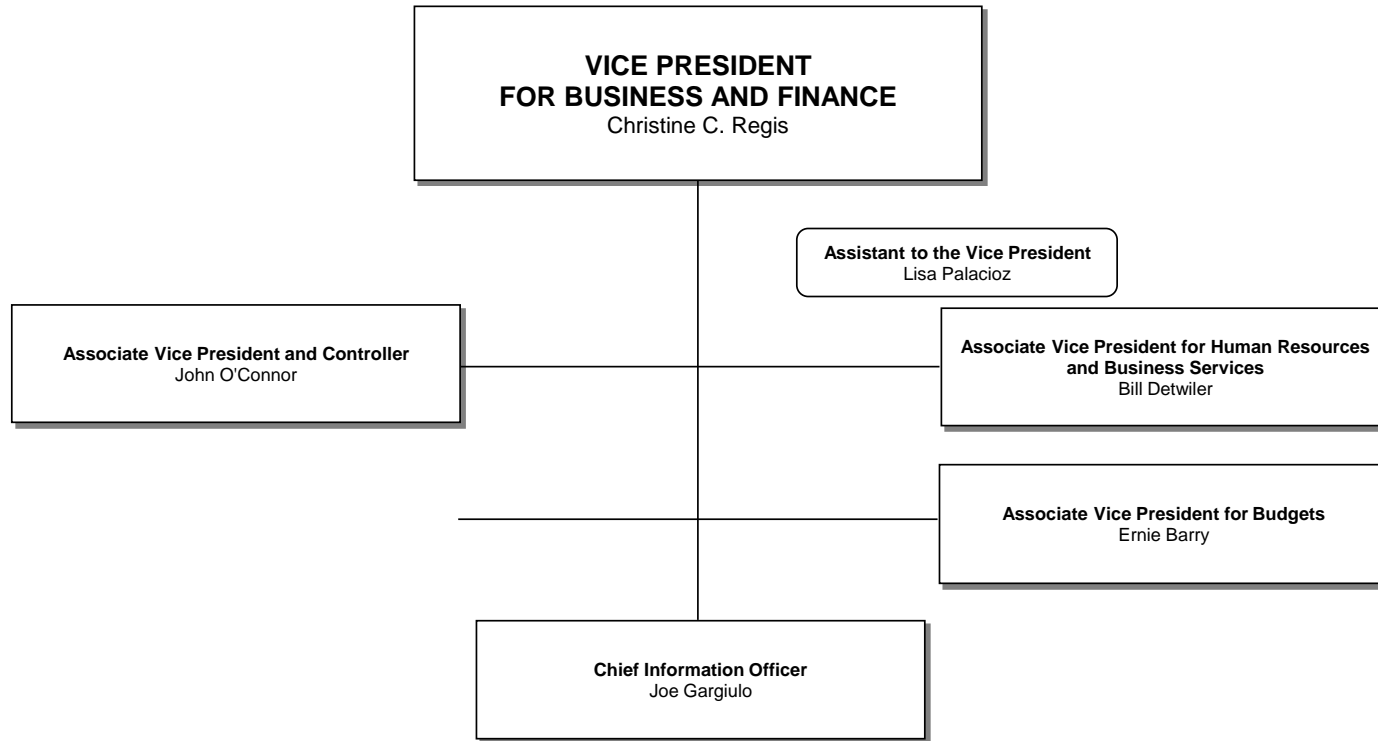 VICE PRESIDENT
FOR BUSINESS AND FINANCE
Christine C. Regis
Assistant to the Vice President
Lisa Palacioz
Associate Vice President and Controller
John O'Connor
Associate Vice President for Human Resources
and Business Services
Bill Detwiler
Associate Vice President for Budgets
Ernie Barry
Chief Information Officer
Joe Gargiulo